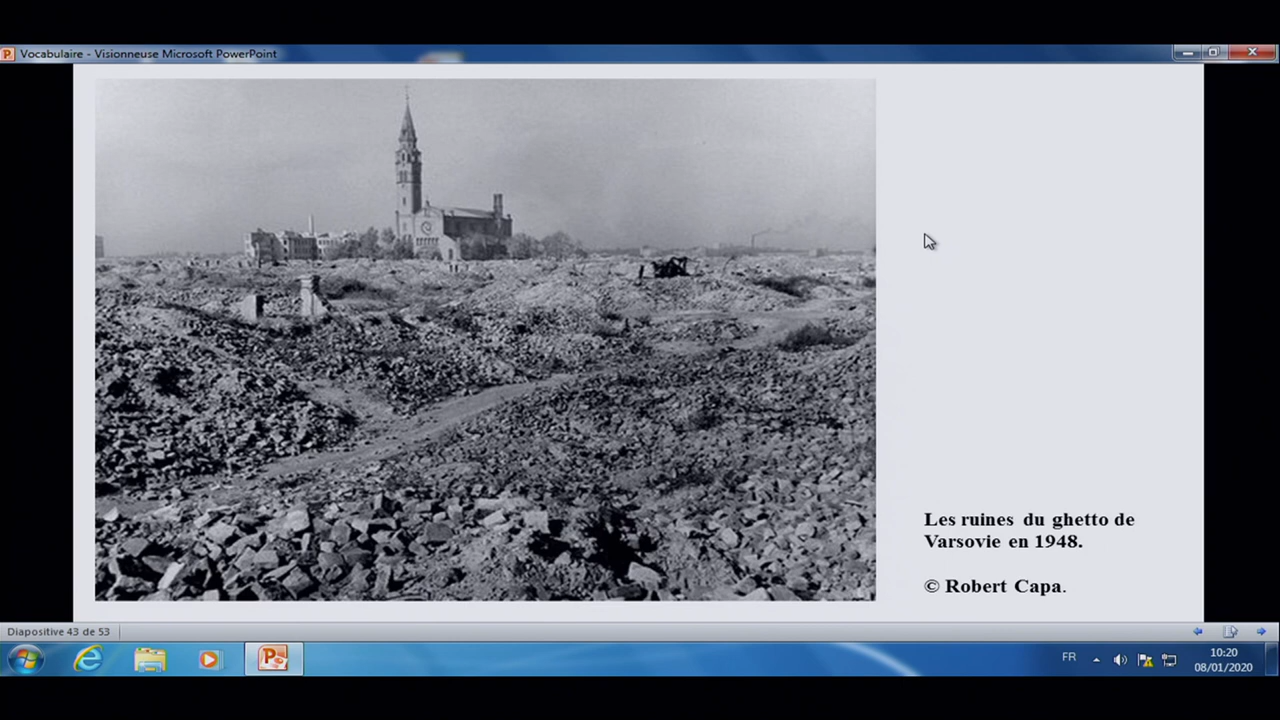 Vocabulaire - Visionneuse Microsoft PowerPoint
Les ruines du ghetto de
Varsovie en 1948.
© Robert Capa.
Diapositive 43 de 53
FR
10:20
08/01/2020